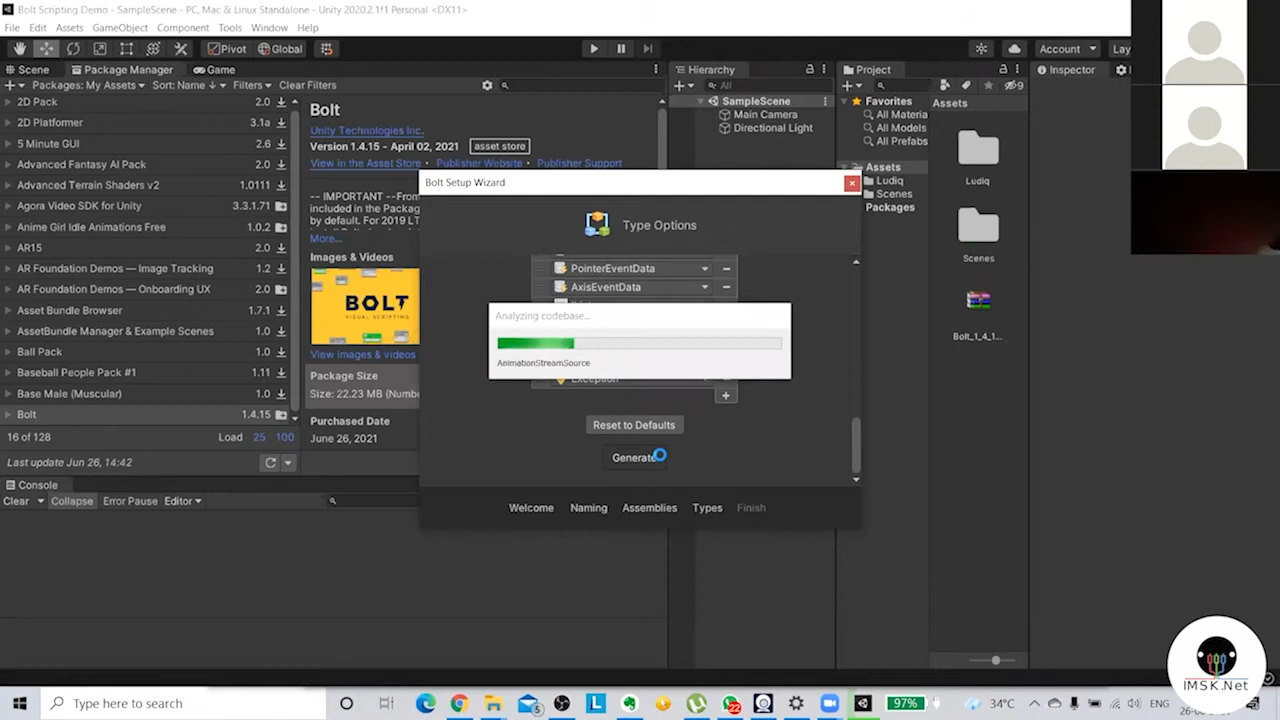 Bolt Scripting Demo - SampleScene - PC, Mac & Linux Standalone - Unity 2020.2.1f1 Personal <DX11>
File Edit Assets GameObject Component Tools Window Help
Pivot Global Account Lay
Scene Package Manager Game
Packages: My Assets Sort: Name ↓ Filters Clear Filters
2D Pack 2.0
2D Platformer 3.1a
5 Minute GUI 2.6
Advanced Fantasy AI Pack 2.0
Advanced Terrain Shaders v2 1.0111
Agora Video SDK for Unity 3.3.1.71
Anime Girl Idle Animations Free 1.0.2
AR15 2.0
AR Foundation Demos — Image Tracking 1.2
AR Foundation Demos — Onboarding UX 1.0
Asset Bundle Browser 1.7.1
AssetBundle Manager & Example Scenes 1.0
Ball Pack 1.0
Baseball People Pack #1 1.11
Base Male (Muscular) 1.0
Bolt 1.4.15
16 of 128 Load 25 100
Last update Jun 26, 14:42
Bolt
Unity Technologies Inc.
Version 1.4.15 - April 02, 2021 asset store
View in the Asset Store • Publisher Website • Publisher Support
-- IMPORTANT --From
included in the Packag
by default. For 2019 LT
More...
Images & Videos
BOLT
VISUAL SCRIPTING
View images & videos
Package Size
Size: 22.23 MB (Numbe
Purchased Date
June 26, 2021
Bolt Setup Wizard
Type Options
PointerEventData
AxisEventData
Analyzing codebase...
AnimationStreamSource
Exception
Reset to Defaults
Generate
Welcome Naming Assemblies Types Finish
Hierarchy
All
SampleScene
Main Camera
Directional Light
Project
9
Favorites
All Materia
All Models
All Prefabs
Assets
Ludiq
Scenes
Packages
Assets
Ludiq
Scenes
Bolt_1_4_1...
Inspector
Console
Clear Collapse Error Pause Editor
IMSK.Net
Type here to search
5
L
22
97%
34°C
ENG